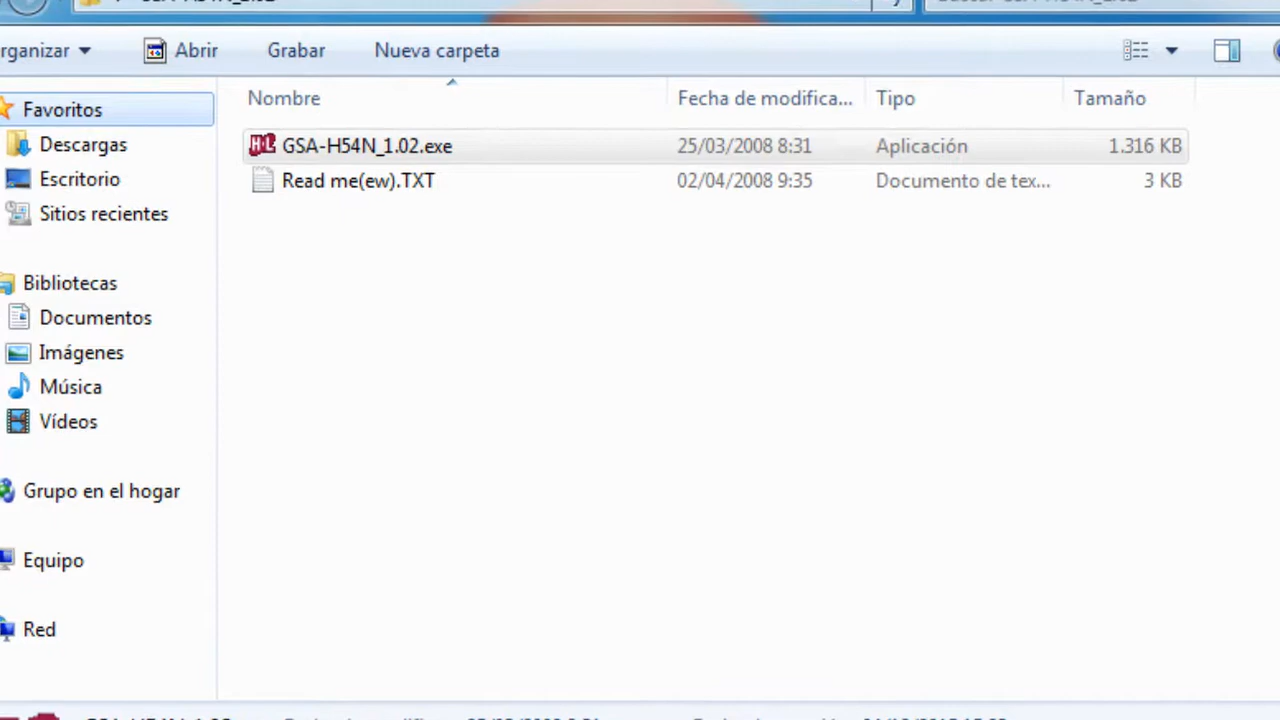 rganizar
Abrir
Grabar
Nueva carpeta
Nombre
Fecha de modifica...
Tipo
Tamaño
GSA-H54N_1.02.exe
25/03/2008 8:31
Aplicación
1.316 KB
Read me(ew).TXT
02/04/2008 9:35
Documento de tex...
3 KB
Favoritos
Descargas
Escritorio
Sitios recientes
Bibliotecas
Documentos
Imágenes
Música
Vídeos
Grupo en el hogar
Equipo
Red